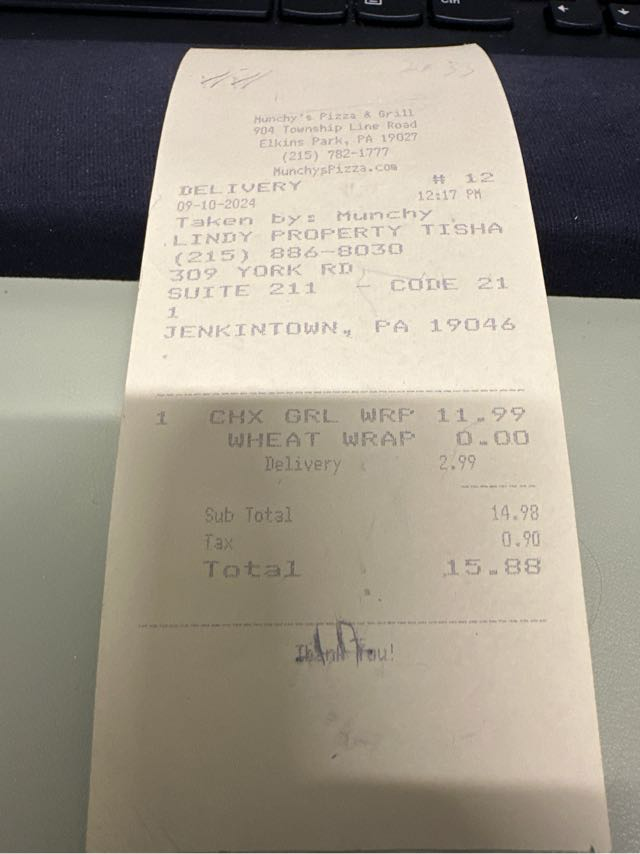 Munchy's Pizza & Grill
904 Township Line Road
Elkins Park, PA 19027
(215) 782-1777
MunchysPizza.com
DELIVERY # 12
09-10-2024 12:17 PM
Taken by: Munchy
LINDY PROPERTY TISHA
(215) 886-8030
309 YORK RD
SUITE 211 - CODE 21
1
JENKINTOWN, PA 19046
1 CHX GRL WRP 11.99
WHEAT WRAP 0.00
Delivery 2.99
Sub Total 14.98
Tax 0.90
Total 15.88
Thank You!